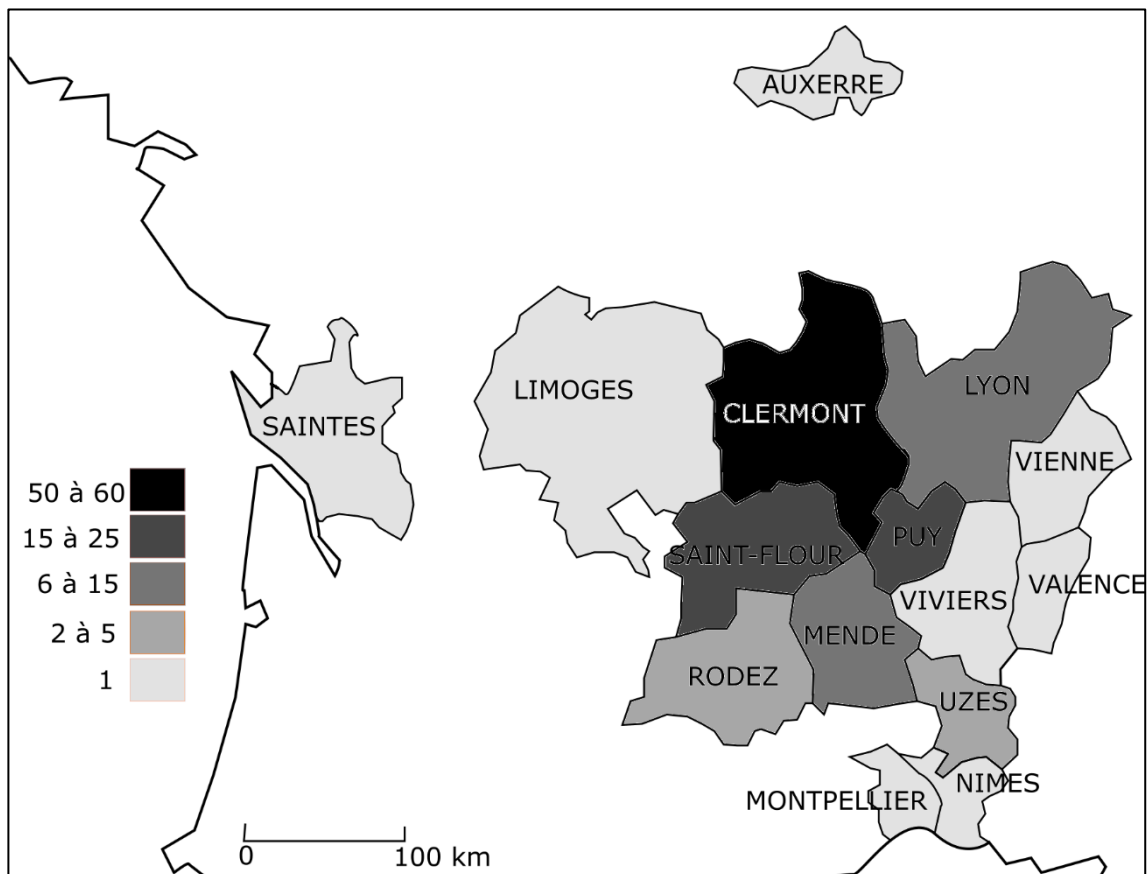 AUXERRE
LIMOGES
LYON
CLERMONT
SAINTES
VIENNE
50 à 60
15 à 25
6 à 15
2 à 5
1
PUY
SAINT-FLOUR
VALENCE
VIVIERS
MENDE
RODEZ
UZES
NIMES
MONTPELLIER
0 100 km